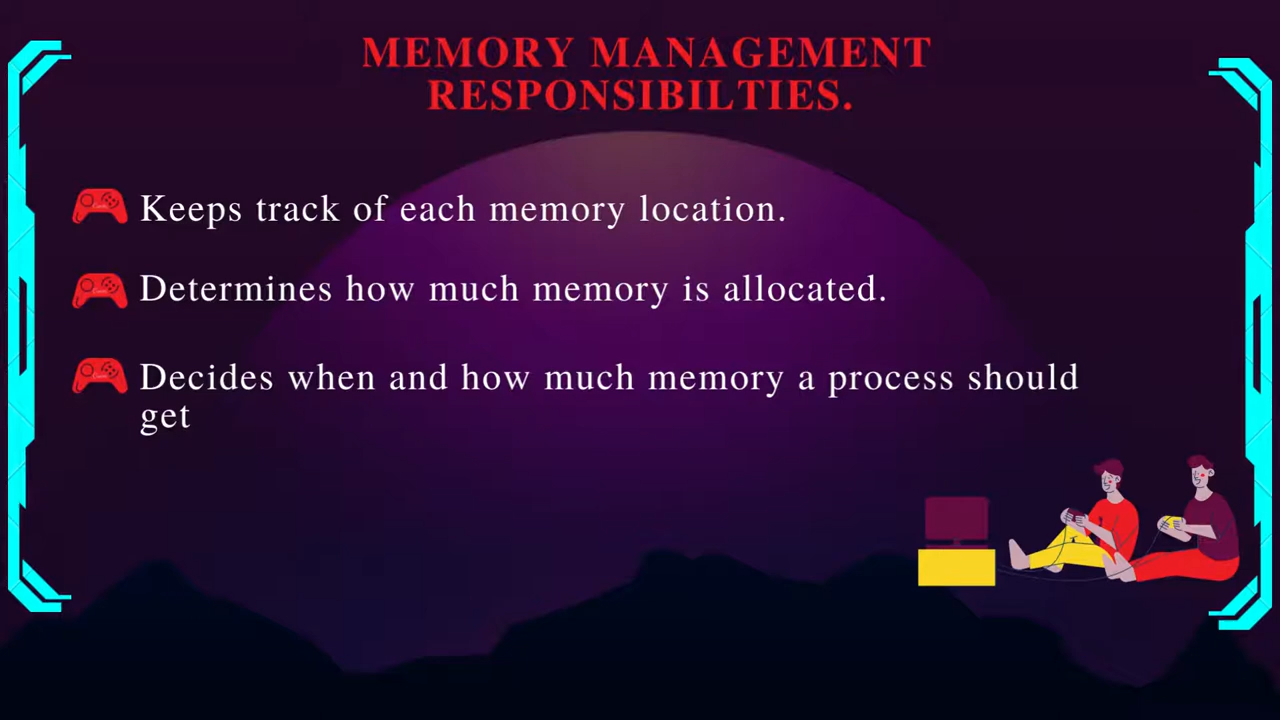 MEMORY MANAGEMENT
RESPONSIBILTIES.
Keeps track of each memory location.
Determines how much memory is allocated.
Decides when and how much memory a process should
get